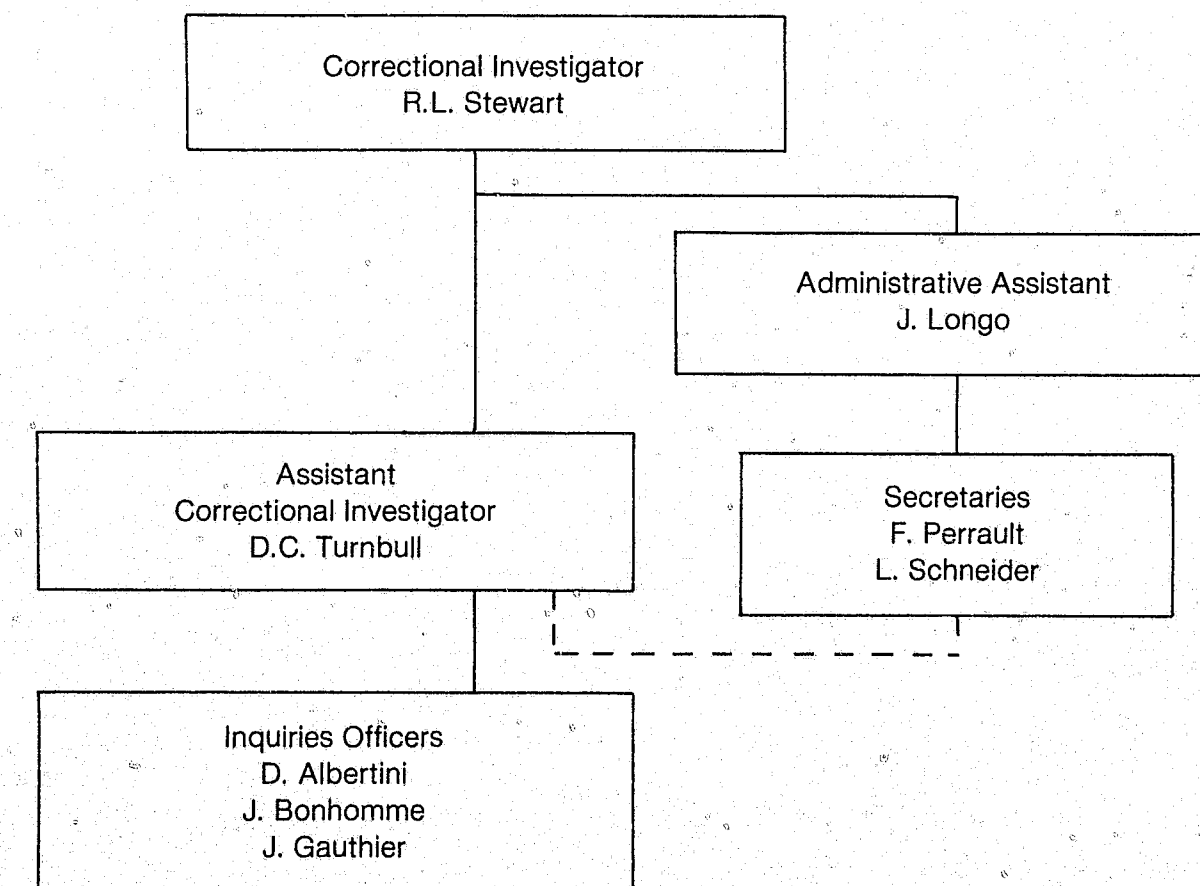 Correctional Investigator
R.L. Stewart
Administrative Assistant
J. Longo
Assistant
Correctional Investigator
D.C. Turnbull
Secretaries
F. Perrault
L. Schneider
Inquiries Officers
D. Albertini
J. Bonhomme
J. Gauthier